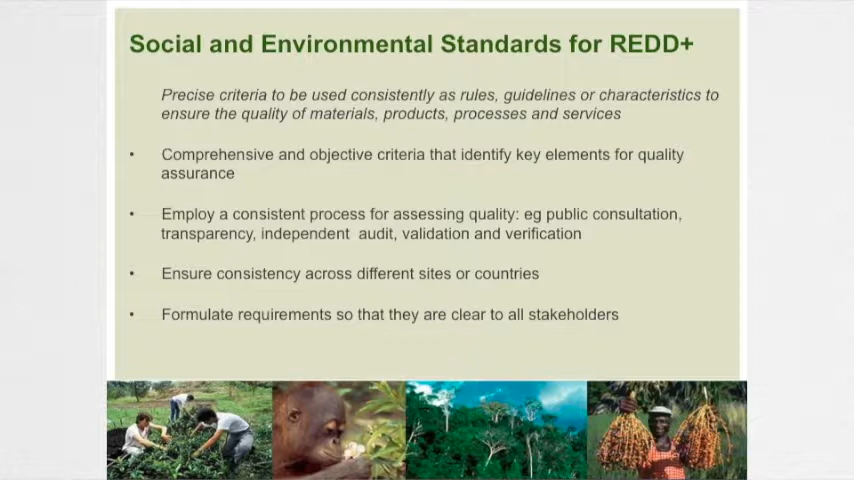 Social and Environmental Standards for REDD+
Precise criteria to be used consistently as rules, guidelines or characteristics to
ensure the quality of materials, products, processes and services
• Comprehensive and objective criteria that identify key elements for quality
assurance
• Employ a consistent process for assessing quality: eg public consultation,
transparency, independent audit, validation and verification
• Ensure consistency across different sites or countries
• Formulate requirements so that they are clear to all stakeholders